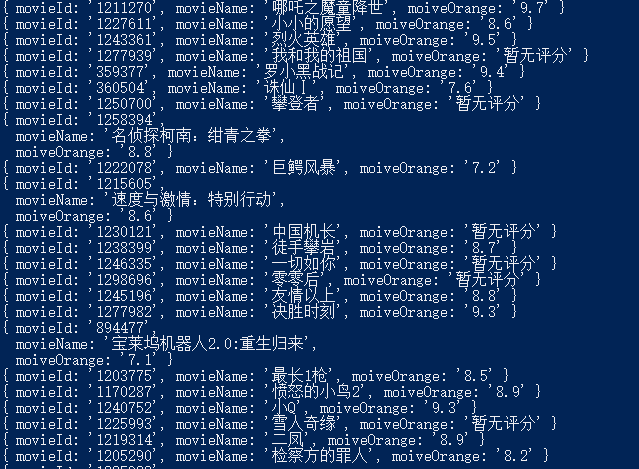 { movieId: '1211270', movieName: '哪吒之魔童降世', moiveOrange: '9.7' }
{ movieId: '1227611', movieName: '小小的愿望', moiveOrange: '8.6' }
{ movieId: '1243361', movieName: '烈火英雄', moiveOrange: '9.5' }
{ movieId: '1277939', movieName: '我和我的祖国', moiveOrange: '暂无评分' }
{ movieId: '359377', movieName: '罗小黑战记', moiveOrange: '9.4' }
{ movieId: '360504', movieName: '诛仙Ⅰ', moiveOrange: '7.6' }
{ movieId: '1250700', movieName: '攀登者', moiveOrange: '暂无评分' }
{ movieId: '1258394',
movieName: '名侦探柯南：绀青之拳',
moiveOrange: '8.8' }
{ movieId: '1222078', movieName: '巨鳄风暴', moiveOrange: '7.2' }
{ movieId: '1215605',
movieName: '速度与激情：特别行动',
moiveOrange: '8.6' }
{ movieId: '1230121', movieName: '中国机长', moiveOrange: '暂无评分' }
{ movieId: '1238399', movieName: '徒手攀岩', moiveOrange: '8.7' }
{ movieId: '1246335', movieName: '一切如你', moiveOrange: '暂无评分' }
{ movieId: '1298696', movieName: '零零后', moiveOrange: '暂无评分' }
{ movieId: '1245196', movieName: '友情以上', moiveOrange: '8.8' }
{ movieId: '1277982', movieName: '决胜时刻', moiveOrange: '9.3' }
{ movieId: '894477',
movieName: '宝莱坞机器人2.0:重生归来',
moiveOrange: '7.1' }
{ movieId: '1203775', movieName: '最长1枪', moiveOrange: '8.5' }
{ movieId: '1170287', movieName: '愤怒的小鸟2', moiveOrange: '8.9' }
{ movieId: '1240752', movieName: '小Q', moiveOrange: '9.3' }
{ movieId: '1225993', movieName: '雪人奇缘', moiveOrange: '暂无评分' }
{ movieId: '1219314', movieName: '二凤', moiveOrange: '8.9' }
{ movieId: '1205290', movieName: '检察方的罪人', moiveOrange: '8.2' }